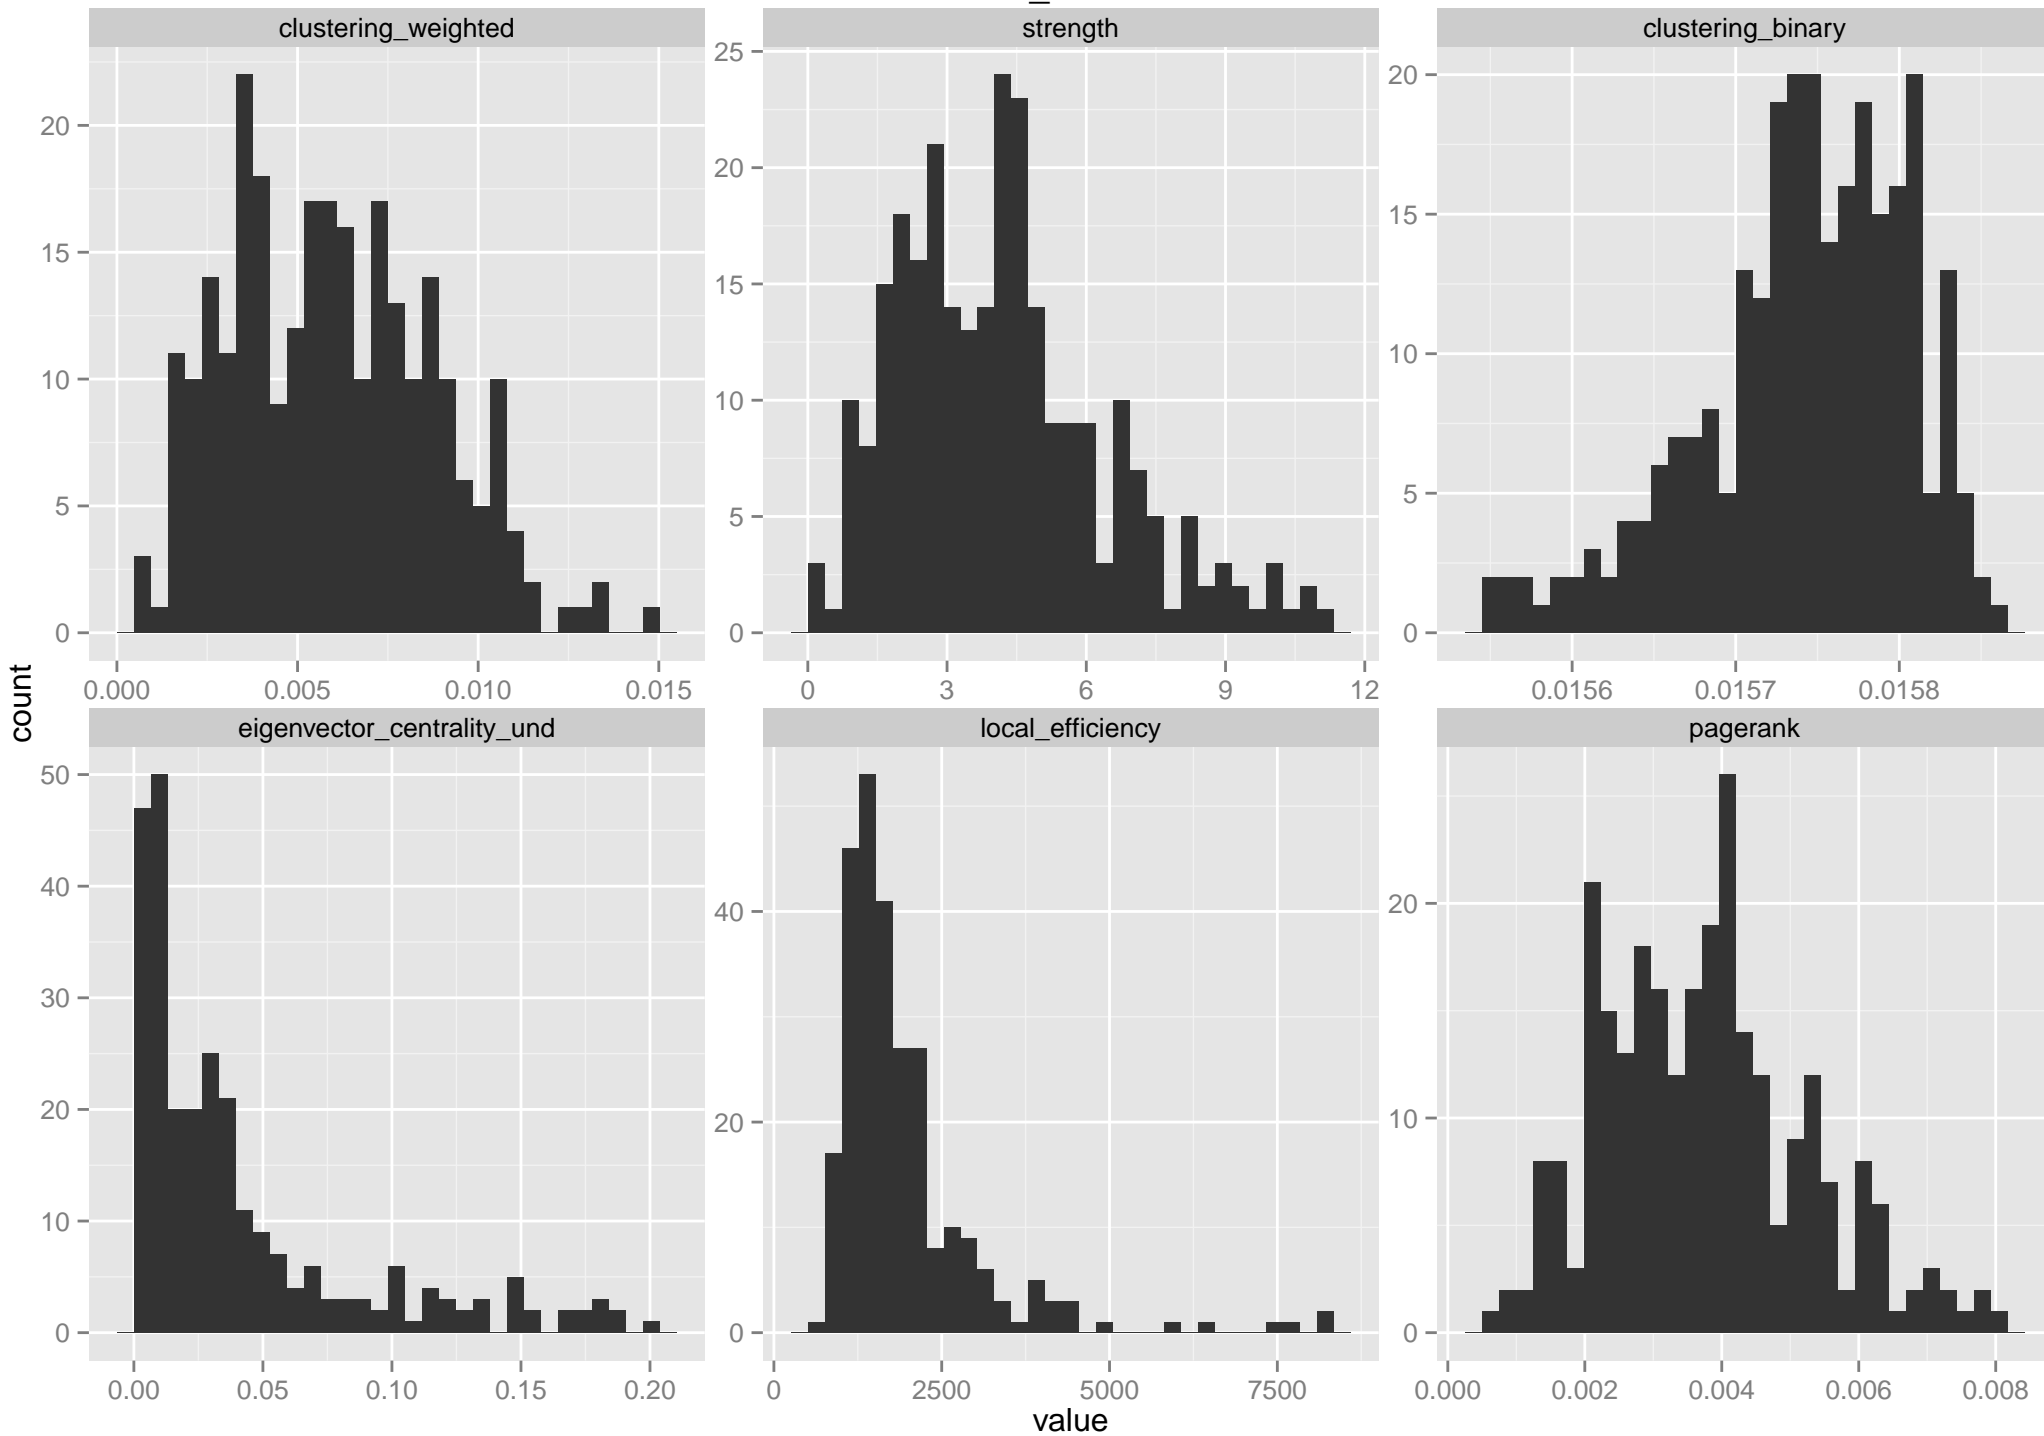 clustering_weighted
strength
clustering_binary
20
15
10
5
0
25
20
15
10
5
0
20
15
10
5
0
0.000 0.005 0.010 0.015
0 3 6 9 12
0.0156 0.0157 0.0158
count
eigenvector_centrality_und
local_efficiency
pagerank
50
40
30
20
10
0
40
20
0
20
10
0
0.00 0.05 0.10 0.15 0.20
0 2500 5000 7500
0.000 0.002 0.004 0.006 0.008
value